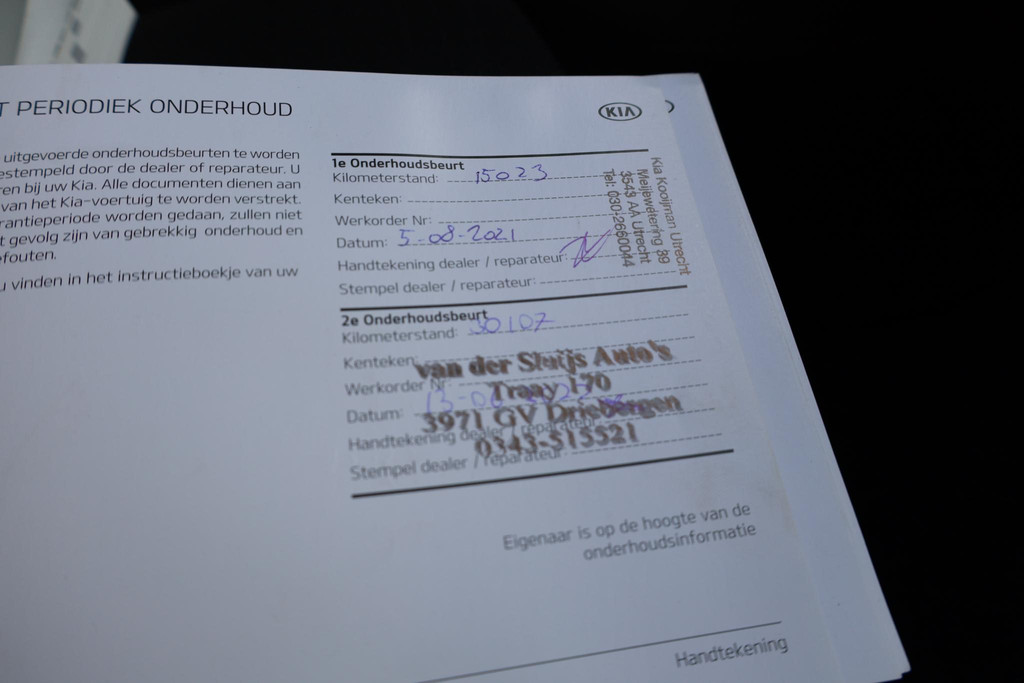 T PERIODIEK ONDERHOUD
KIA
uitgevoerde onderhoudsbeurten te worden
estempeld door de dealer of reparateur. U
ren bij uw Kia. Alle documenten dienen aan
van het Kia-voertuig te worden verstrekt.
rantieperiode worden gedaan, zullen niet
t gevolg zijn van gebrekkig onderhoud en
efouten.
u vinden in het instructieboekje van uw
1e Onderhoudsbeurt
Kilometerstand: 15023
Kenteken:
Werkorder Nr:
Datum: 5-08-2021
Handtekening dealer / reparateur:
Stempel dealer / reparateur:
Kia Kooijman Utrecht
Meijewetering 39
3543 AA Utrecht
Tel: 030-2660044
2e Onderhoudsbeurt
Kilometerstand: 30107
Kenteken:
Werkorder Nr:
Datum: 13-0
Handtekening dealer / reparateur:
Stempel dealer / reparateur:
van der Sluijs Auto's
Traay 170
3971 GV Driebergen
0343-515521
Eigenaar is op de hoogte van de
onderhoudsinformatie
Handtekening